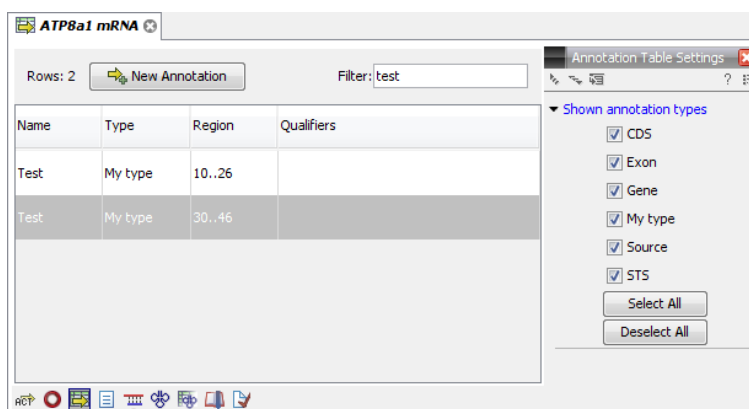 ATP8a1 mRNA
Rows: 2 New Annotation Filter: test
Name Type Region Qualifiers
Test My type 10..26
Test My type 30..46
Annotation Table Settings
?
Shown annotation types
CDS
Exon
Gene
My type
Source
STS
Select All
Deselect All
ACT